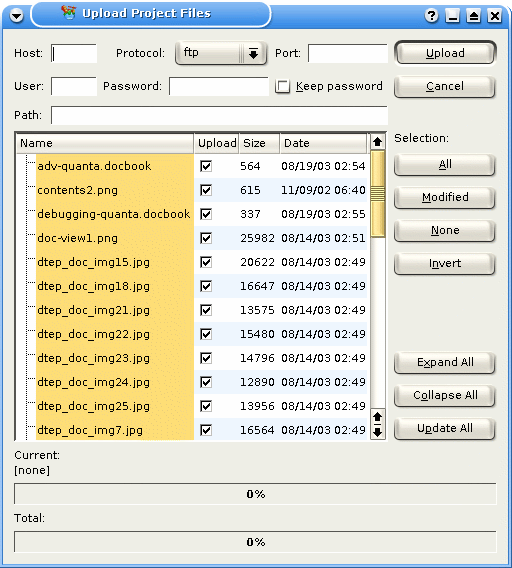 Upload Project Files
Host: Protocol: ftp Port: Upload
User: Password: Keep password Cancel
Path:
Name Upload Size Date
Selection:
adv-quanta.docbook 564 08/19/03 02:54
All
contents2.png 615 11/09/02 06:40
Modified
debugging-quanta.docbook 337 08/19/03 02:55
None
doc-view1.png 25982 08/14/03 02:51
dtep_doc_img15.jpg 20622 08/14/03 02:49
Invert
dtep_doc_img18.jpg 16647 08/14/03 02:49
dtep_doc_img21.jpg 13575 08/14/03 02:49
dtep_doc_img22.jpg 15480 08/14/03 02:49
dtep_doc_img23.jpg 14796 08/14/03 02:49
Expand All
dtep_doc_img24.jpg 12890 08/14/03 02:49
Collapse All
dtep_doc_img25.jpg 13956 08/14/03 02:49
Update All
dtep_doc_img7.jpg 16564 08/14/03 02:49
Current:
[none]
0%
Total:
0%